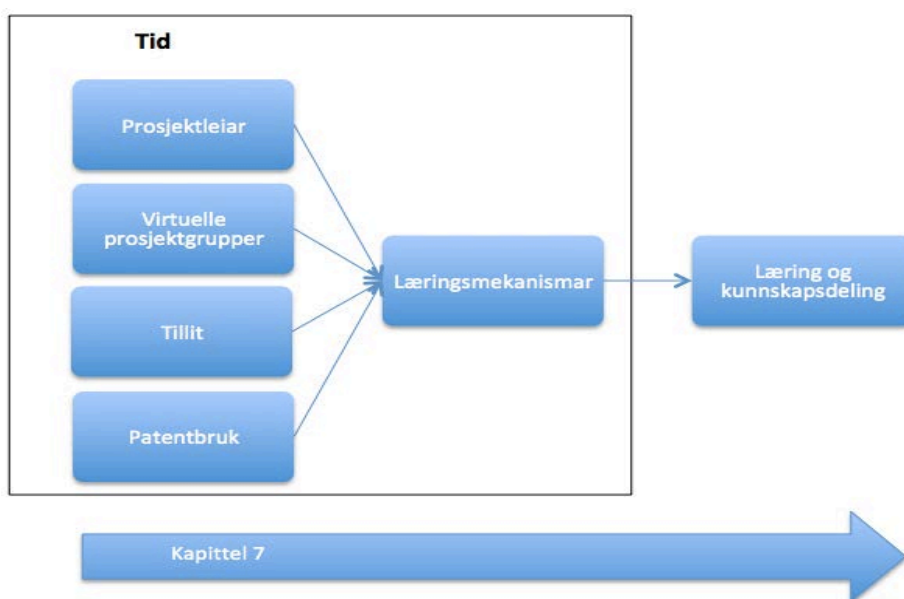 Tid
Prosjektleiar
Virtuelle
prosjektgrupper
Tillit
Patentbruk
Læringsmekanismar
Læring og
kunnskapsdeling
Kapittel 7